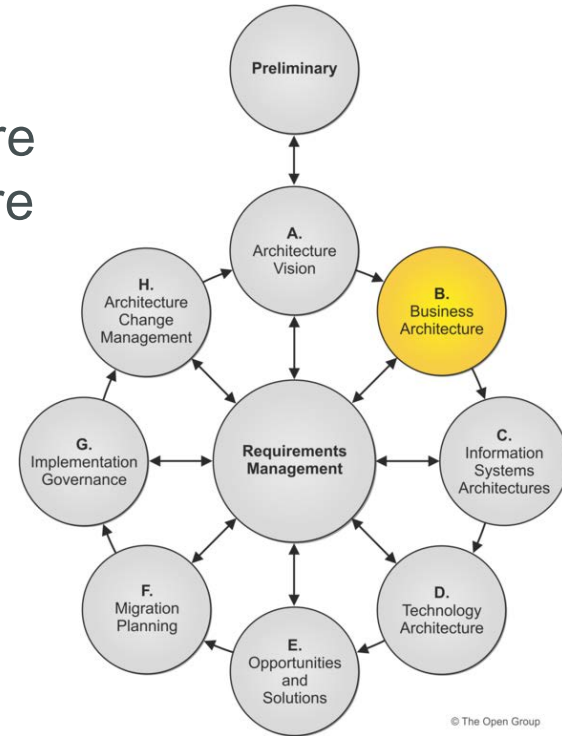 Preliminary
re
re
A.
Architecture
Vision
H.
Architecture
Change
Management
B.
Business
Architecture
G.
Implementation
Governance
Requirements
Management
C.
Information
Systems
Architectures
F.
Migration
Planning
D.
Technology
Architecture
E.
Opportunities
and
Solutions
© The Open Group